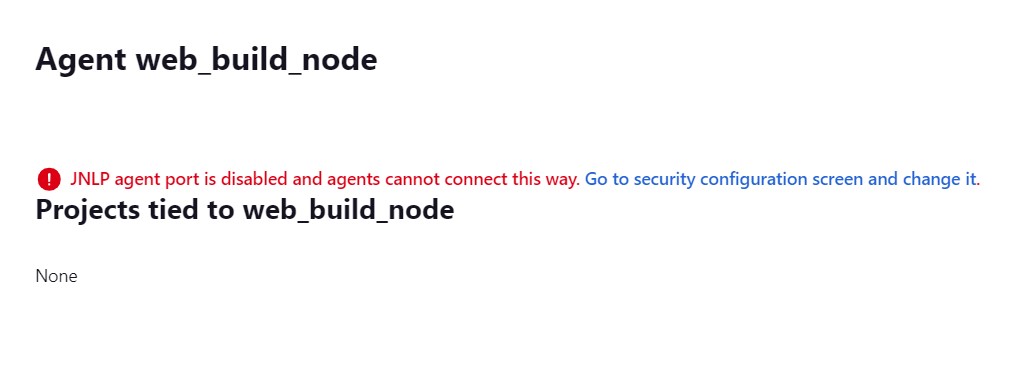 Agent web_build_node
JNLP agent port is disabled and agents cannot connect this way. Go to security configuration screen and change it.
Projects tied to web_build_node
None